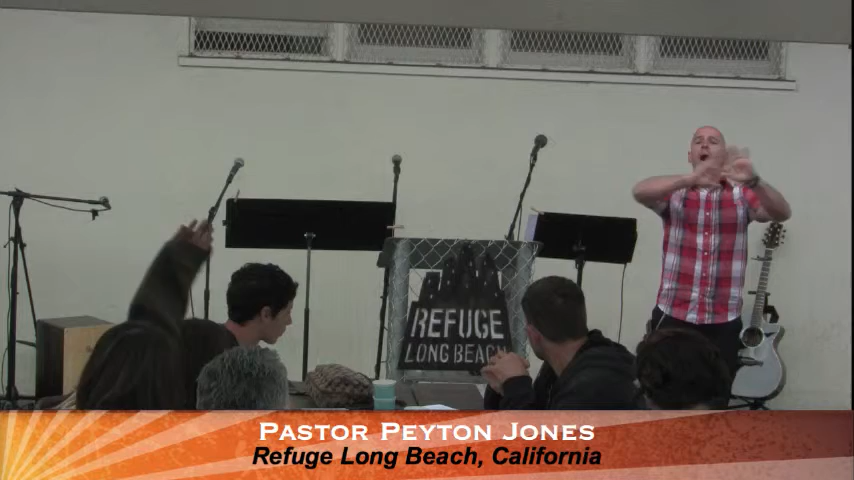 REFUGE
LONG BEACH
PASTOR PEYTON JONES
Refuge Long Beach, California